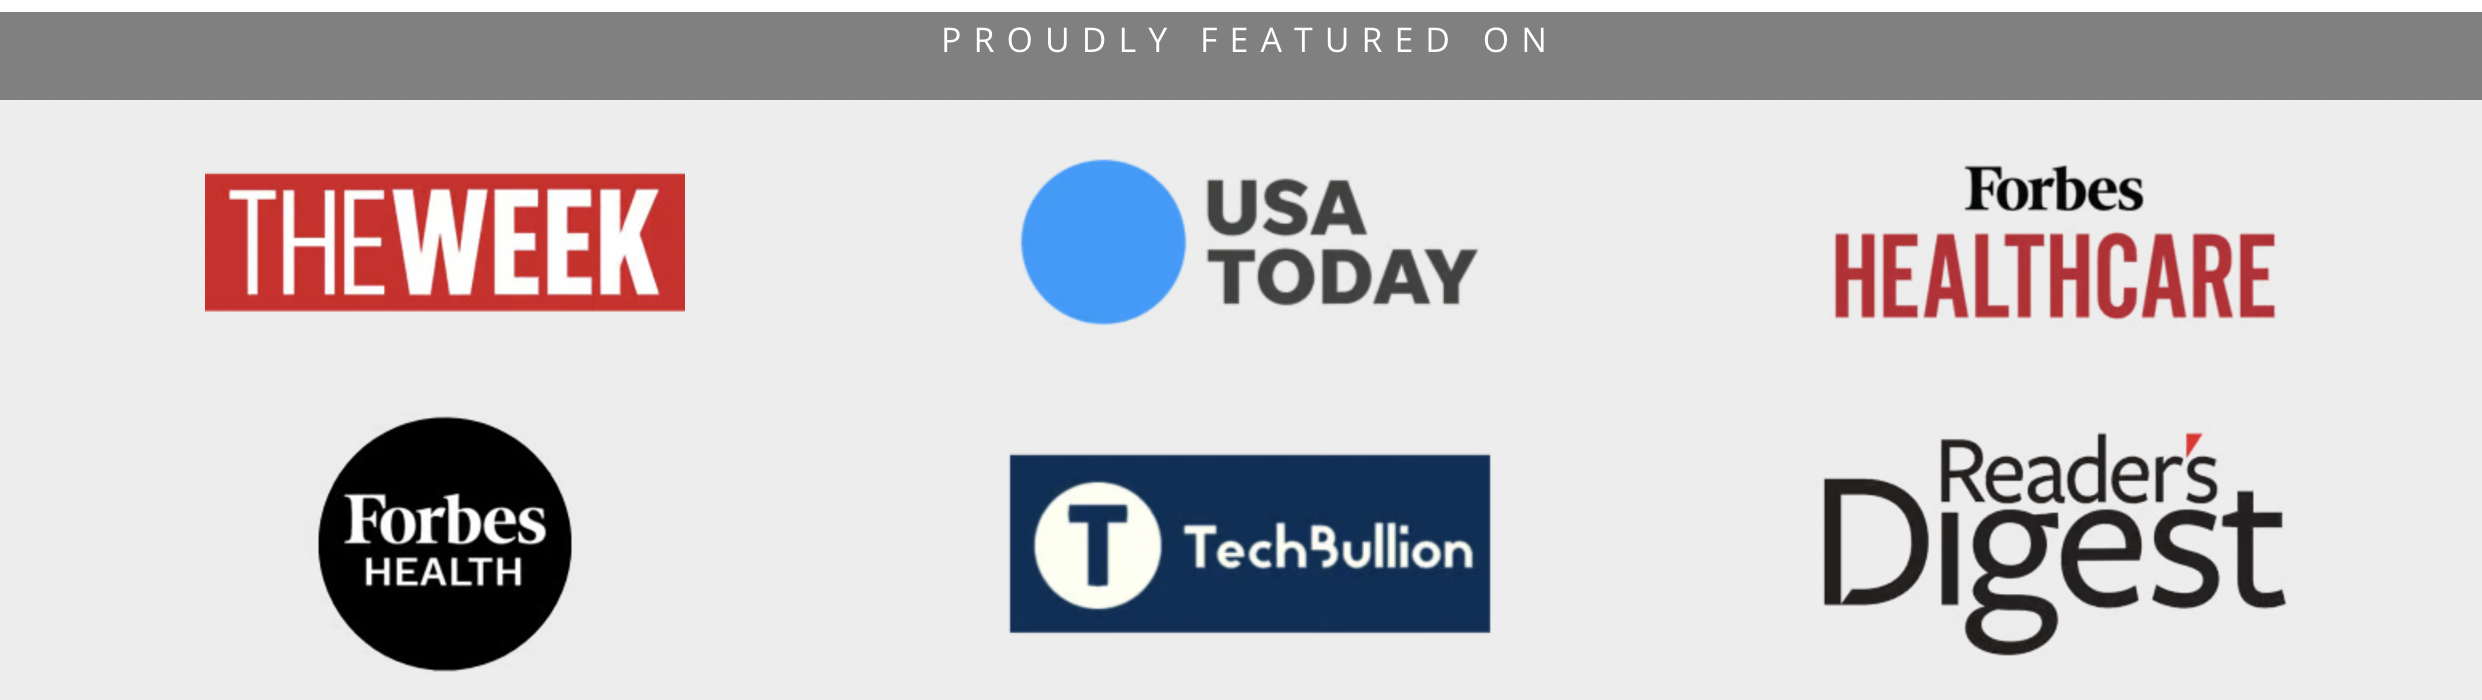 PROUDLY FEATURED ON
THEWEEK
USA
TODAY
Forbes
HEALTHCARE
Forbes
HEALTH
T TechBullion
Reader's
Digest